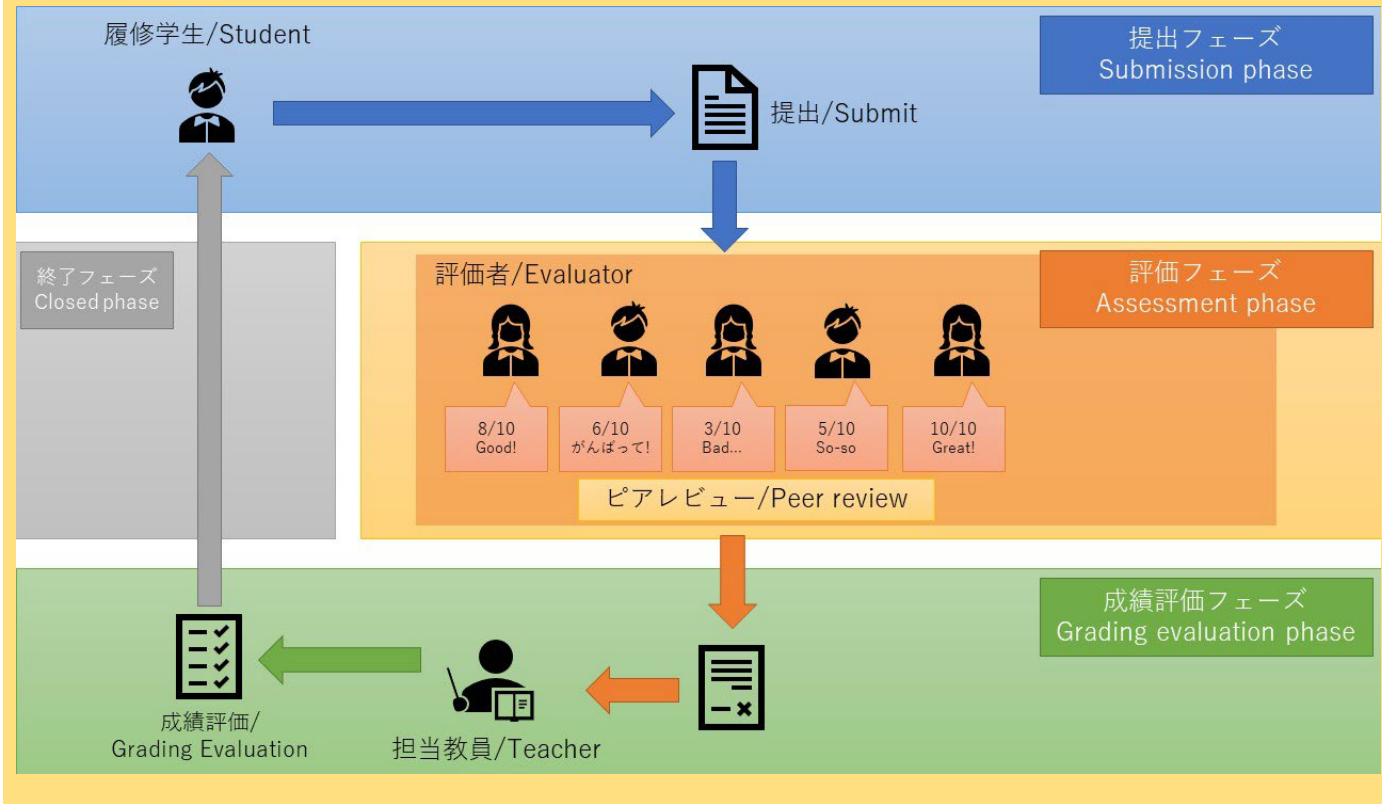 履修学生/Student
提出フェーズ
Submission phase
提出/Submit
終了フェーズ
Closed phase
評価者/Evaluator
評価フェーズ
Assessment phase
8/10
Good!
6/10
がんばって!
3/10
Bad...
5/10
So-so
10/10
Great!
ピアレビュー/Peer review
成績評価フェーズ
Grading evaluation phase
成績評価/
Grading Evaluation
担当教員/Teacher